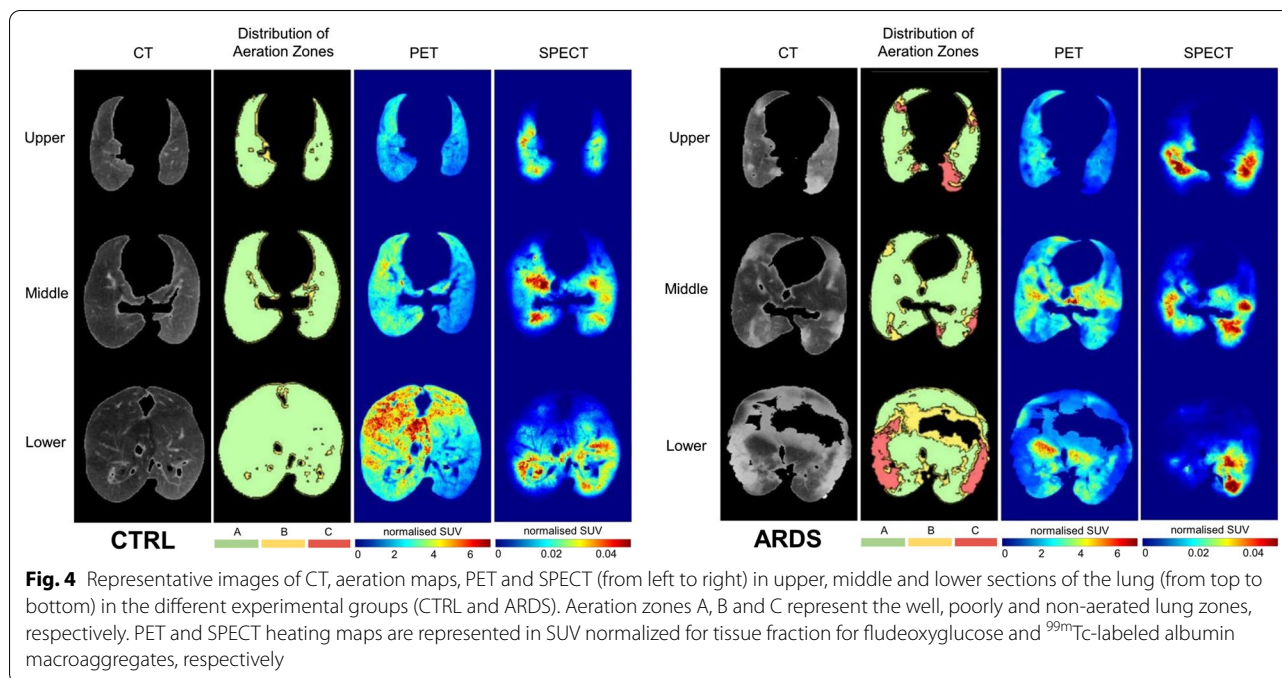 CT
Distribution of
Aeration Zones
PET
SPECT
Upper
Middle
Lower
CTRL
A B C
normalised SUV
0 2 4 6
normalised SUV
0 0.02 0.04
CT
Distribution of
Aeration Zones
PET
SPECT
Upper
Middle
Lower
ARDS
A B C
normalised SUV
0 2 4 6
normalised SUV
0 0.02 0.04
Fig. 4 Representative images of CT, aeration maps, PET and SPECT (from left to right) in upper, middle and lower sections of the lung (from top to
bottom) in the different experimental groups (CTRL and ARDS). Aeration zones A, B and C represent the well, poorly and non-aerated lung zones,
respectively. PET and SPECT heating maps are represented in SUV normalized for tissue fraction for fludeoxyglucose and ⁹⁹ᵐTc-labeled albumin
macroaggregates, respectively